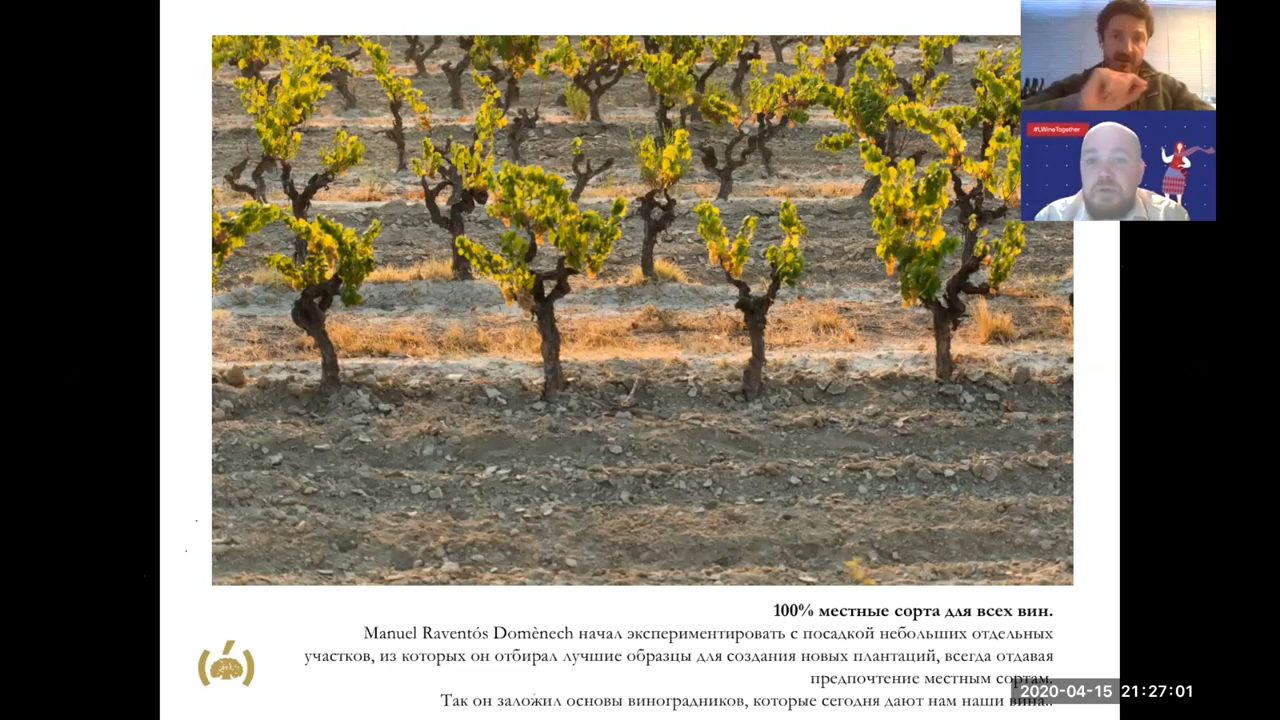 #LWineTogether
100% местные сорта для всех вин.
Manuel Raventós Domènech начал экспериментировать с посадкой небольших отдельных
участков, из которых он отбирал лучшие образцы для создания новых плантаций, всегда отдавая
предпочтение местным сортам.
Так он заложил основы виноградников, которые сегодня дают нам наши вина..
2020-04-15 21:27:01